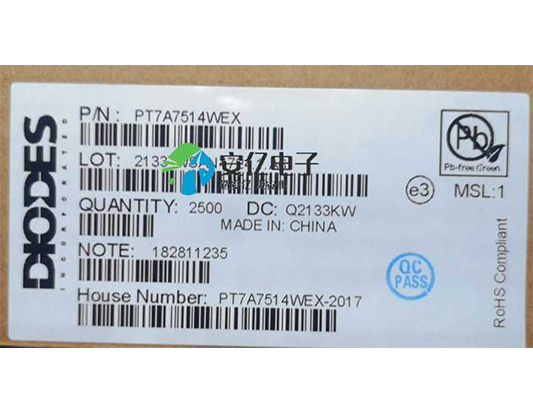 DIODES
INCORPORATED
P/N: PT7A7514WEX
LOT:
安亿电子
QUANTITY: 2500 DC: Q2133KW
MADE IN: CHINA
NOTE: 182811235
House Number: PT7A7514WEX-2017
Pb
Pb-free Green
e3 MSL:1
QC
PASS
RoHS Compliant